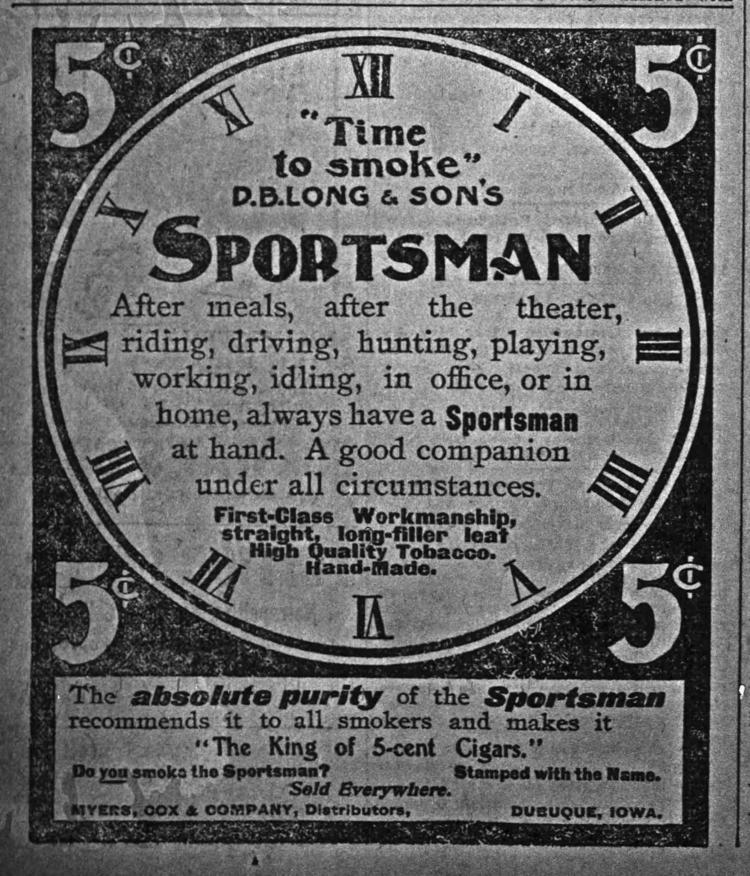 5¢ 5¢
XII
XI I
"Time
to smoke",
D.B.LONG & SON'S
X II
SPORTSMAN
After meals, after the theater,
IX riding, driving, hunting, playing, III
working, idling, in office, or in
home, always have a Sportsman
at hand. A good companion
VIII IIII
under all circumstances.
First-Class Workmanship,
straight, long-filler leaf
High Quality Tobacco.
Hand-Made.
VII V
5¢ 5¢
VI
The absolute purity of the Sportsman
recommends it to all smokers and makes it
"The King of 5-cent Cigars."
Do you smoke the Sportsman? Stamped with the Name.
Sold Everywhere.
MYERS, COX & COMPANY, Distributors, DUBUQUE, IOWA.